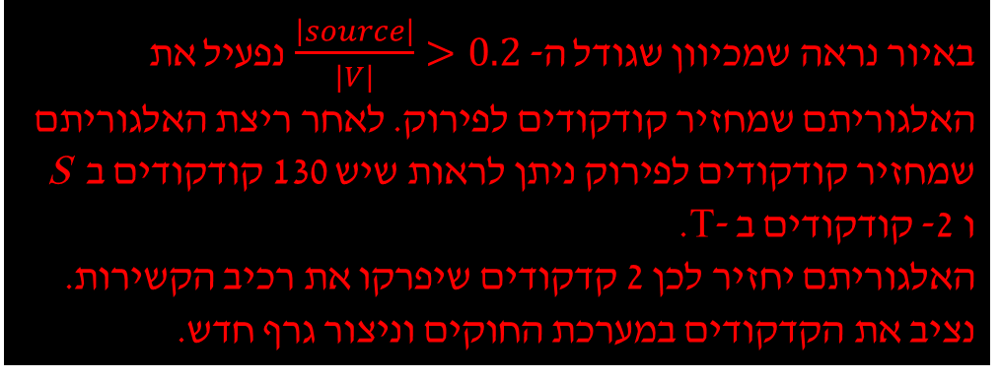 באיור נראה שמכיוון שגודל ה- |source|/|V| > 0.2 נפעיל את
האלגוריתם שמחזיר קודקודים לפירוק. לאחר ריצת האלגוריתם
שמחזיר קודקודים לפירוק ניתן לראות שיש 130 קודקודים ב S
ו 2- קודקודים ב -T.
האלגוריתם יחזיר לכן 2 קדקודים שיפרקו את רכיב הקשירות.
נציב את הקדקודים במערכת החוקים וניצור גרף חדש.